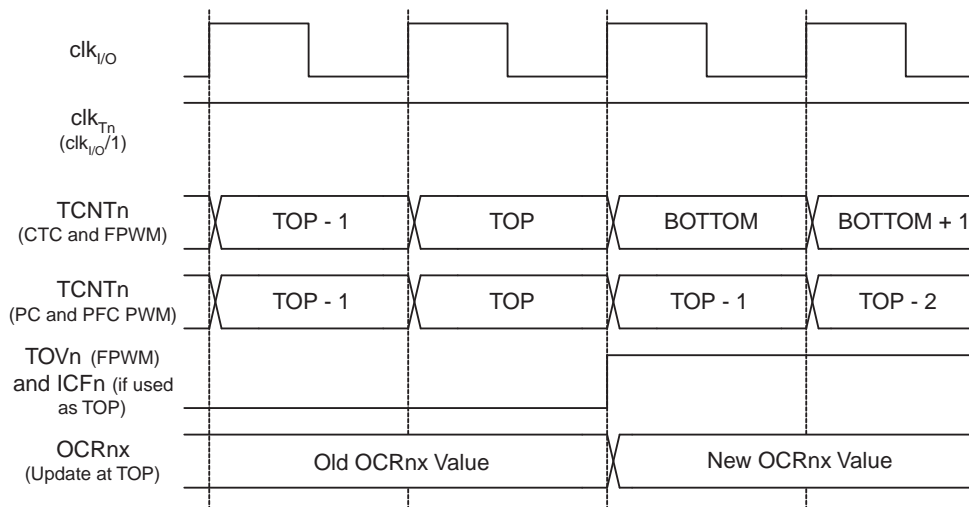 clkI/O
clkTn
(clkI/O/1)
TCNTn
(CTC and FPWM)
TOP - 1
TOP
BOTTOM
BOTTOM + 1
TCNTn
(PC and PFC PWM)
TOP - 1
TOP
TOP - 1
TOP - 2
TOVn (FPWM)
and ICFn (if used
as TOP)
OCRnx
(Update at TOP)
Old OCRnx Value
New OCRnx Value